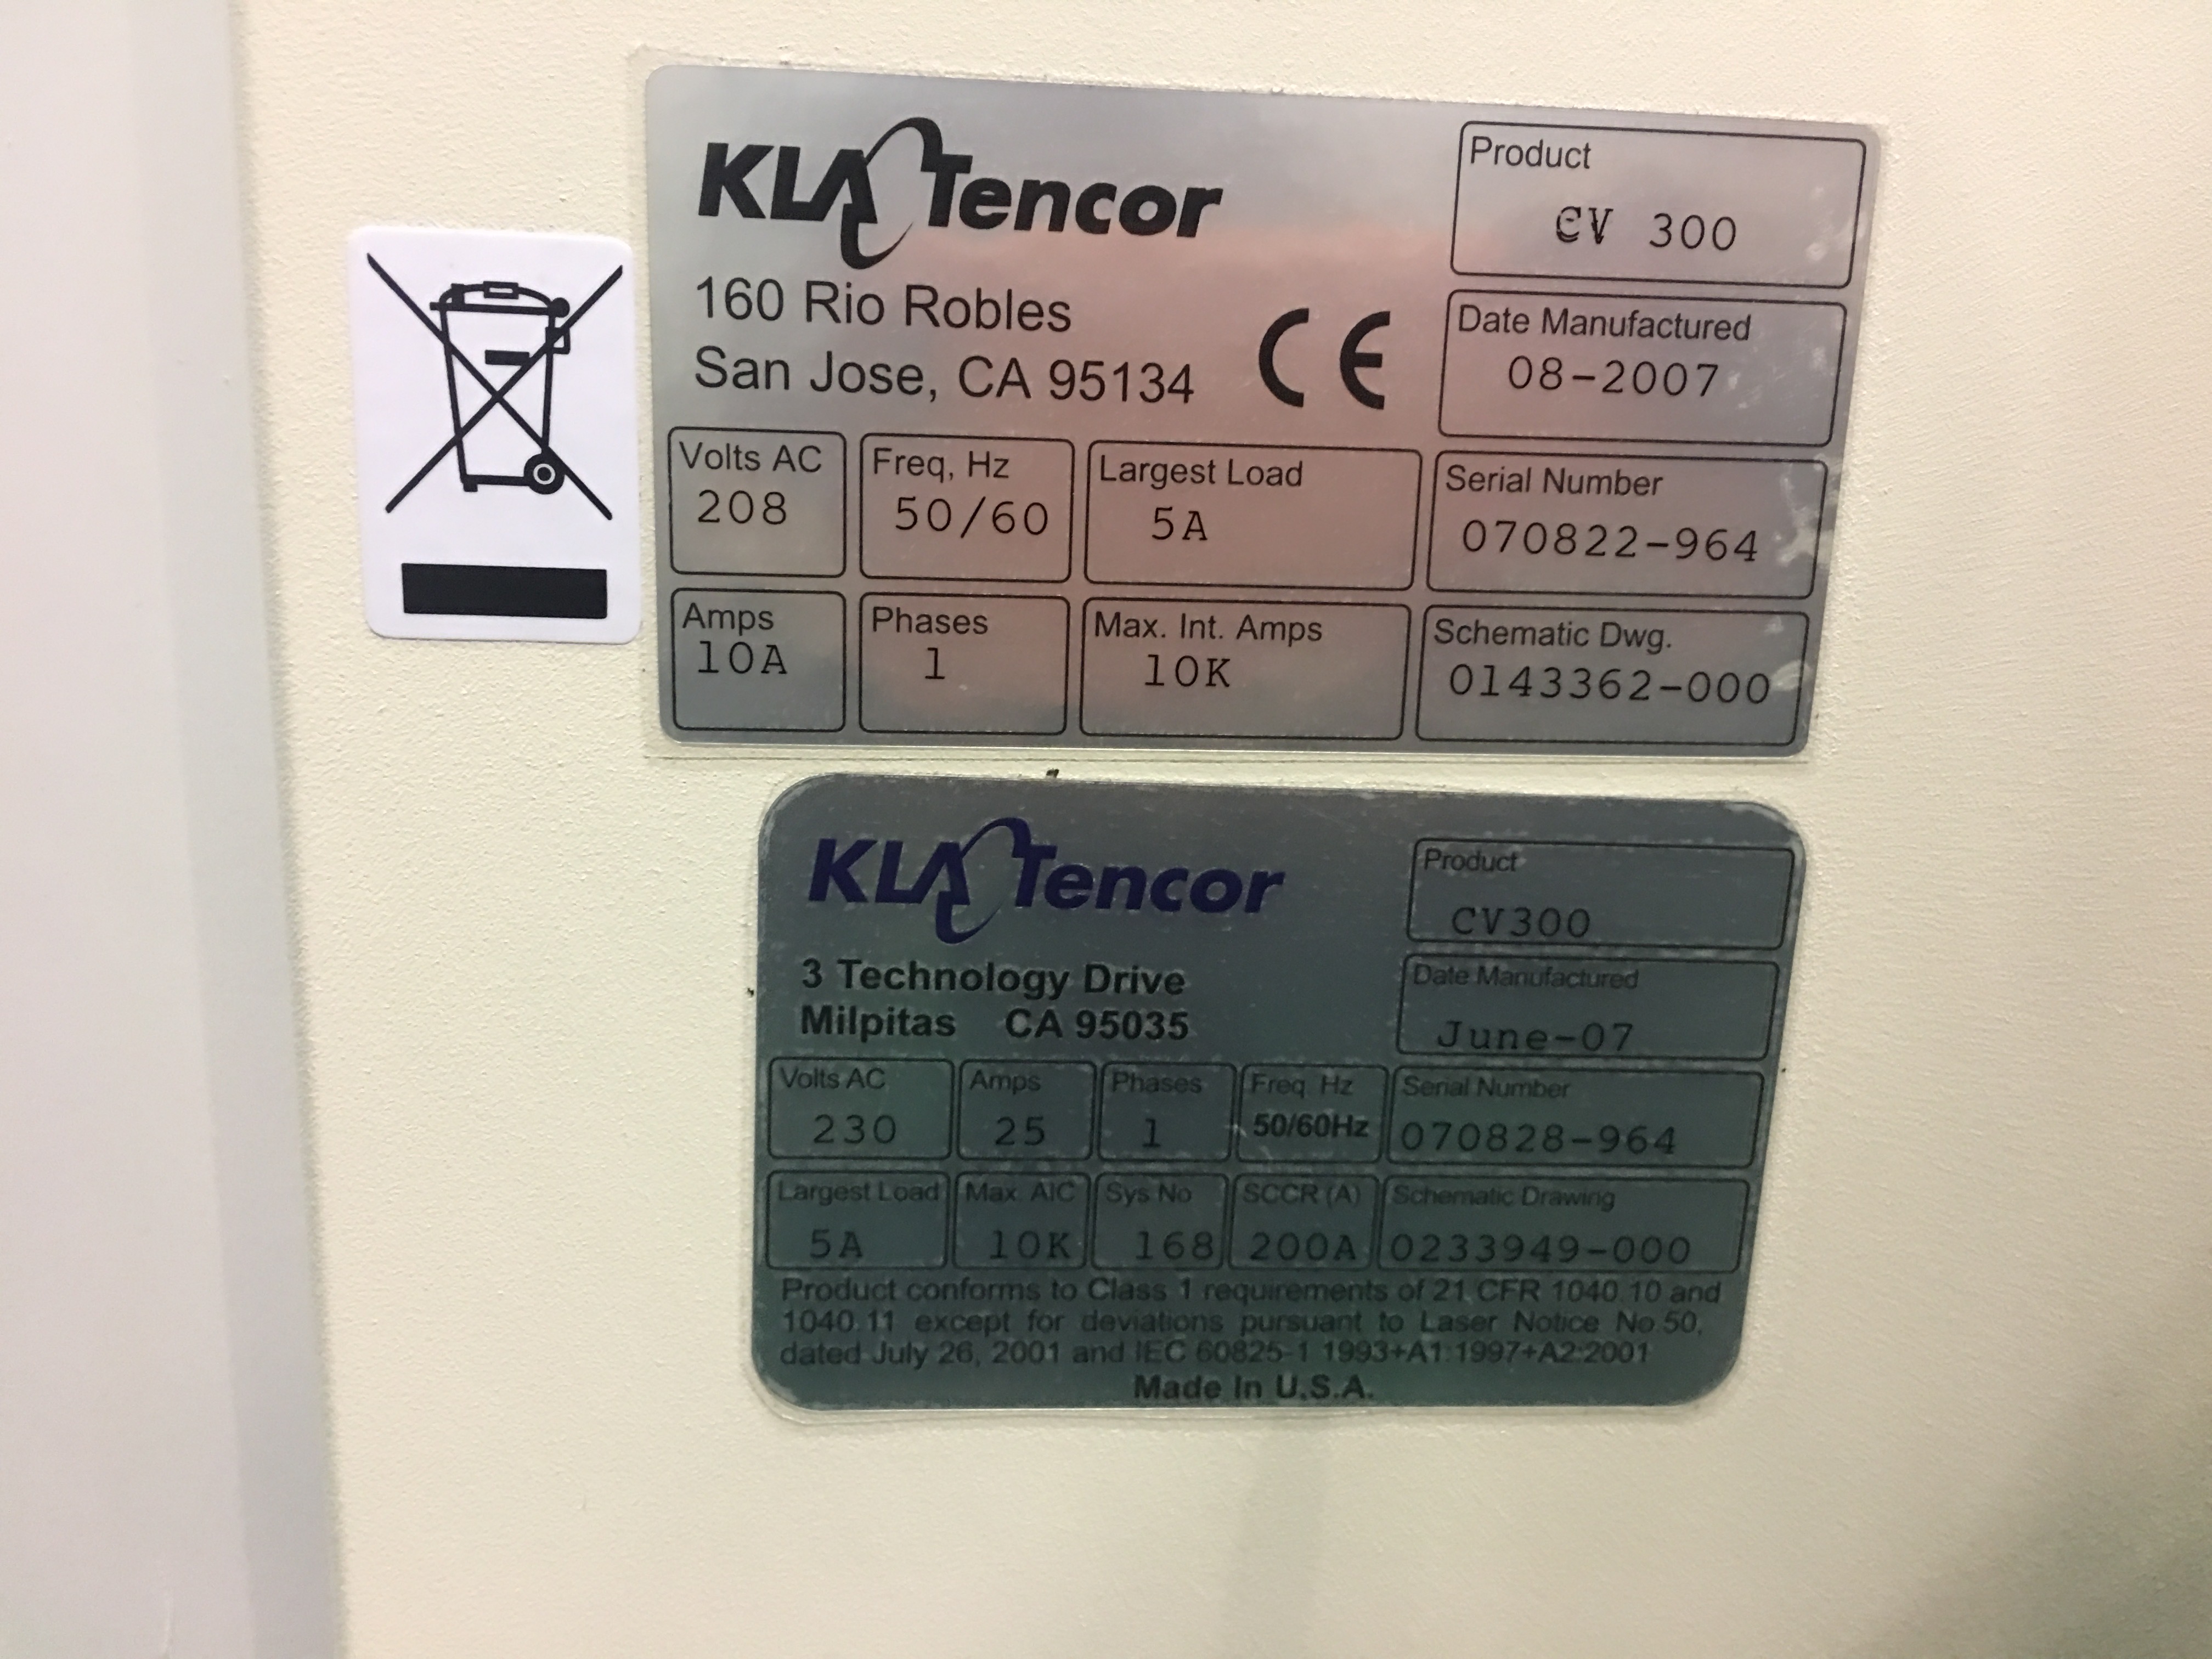 KLA Tencor
160 Rio Robles
San Jose, CA 95134
CE
Product
CV 300
Date Manufactured
08-2007
Volts AC
208
Freq, Hz
50/60
Largest Load
5A
Serial Number
070822-964
Amps
10A
Phases
1
Max. Int. Amps
10K
Schematic Dwg.
0143362-000
KLA Tencor
3 Technology Drive
Milpitas CA 95035
Product
CV300
Date Manufactured
June-07
Volts AC
230
Amps
25
Phases
1
Freq Hz
50/60Hz
Serial Number
070828-964
Largest Load
5A
Max AIC
10K
Sys No
168
SCCR (A)
200A
Schematic Drawing
0233949-000
Product conforms to Class 1 requirements of 21 CFR 1040.10 and
1040.11 except for deviations pursuant to Laser Notice No.50,
dated July 26, 2001 and IEC 60825-1 1993+A1:1997+A2:2001
Made In U.S.A.